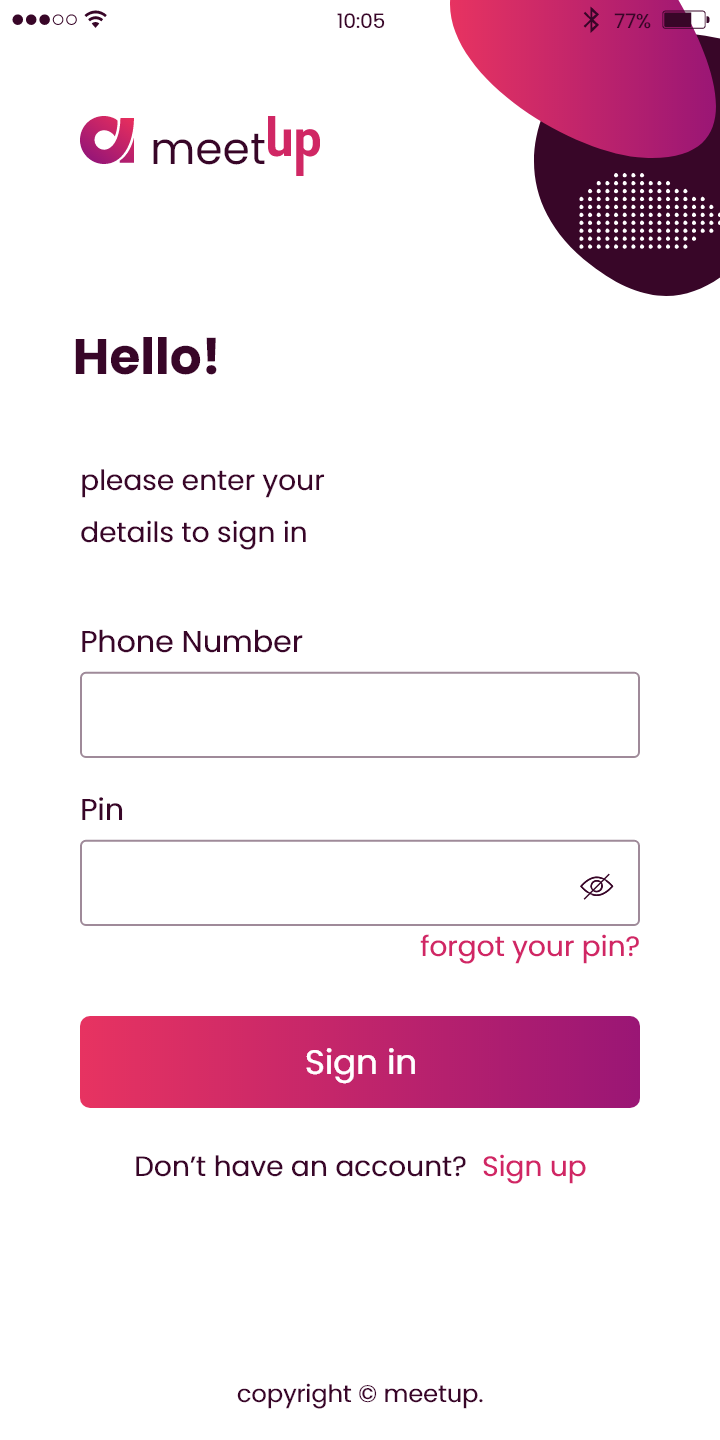 10:05
77%
meetup
Hello!
please enter your
details to sign in
Phone Number
Pin
forgot your pin?
Sign in
Don’t have an account? Sign up
copyright © meetup.